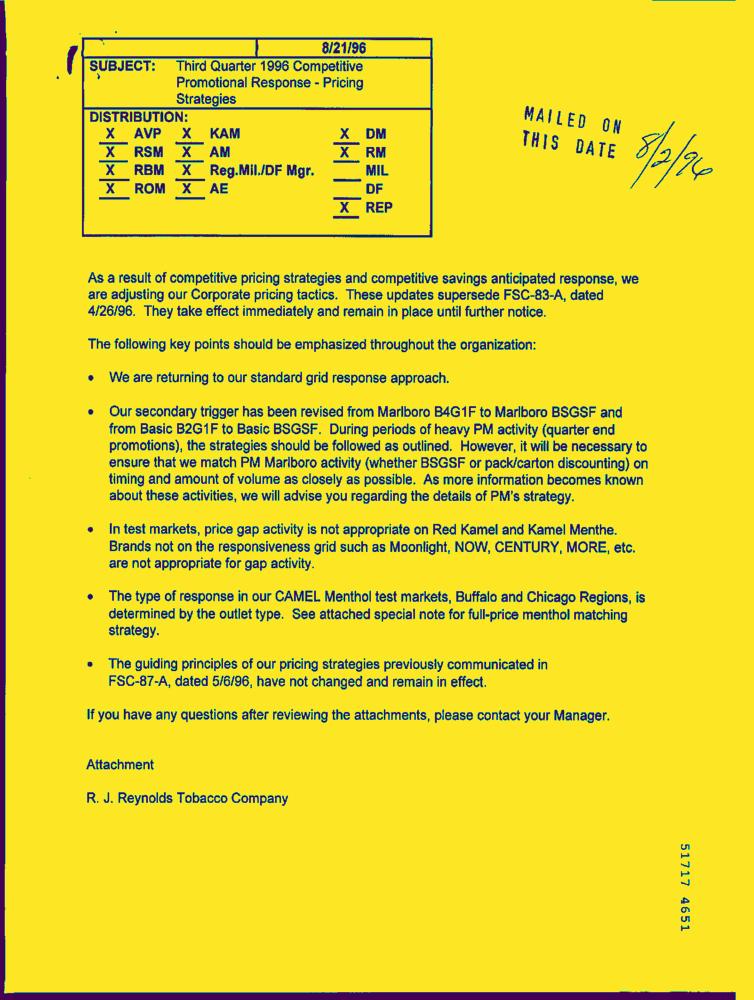 8/21/96
SUBJECT: Third Quarter 1996 Competitive
Promotional Response - Pricing
Strategies
DISTRIBUTION:
X AVP X KAM X DM
X RSM X AM X RM
X RBM X Reg.Mil./DF Mgr. MIL
X ROM X AE DF
X REP
MAILED ON
THIS DATE 8/2/96
As a result of competitive pricing strategies and competitive savings anticipated response, we
are adjusting our Corporate pricing tactics. These updates supersede FSC-83-A, dated
4/26/96. They take effect immediately and remain in place until further notice.
The following key points should be emphasized throughout the organization:
• We are returning to our standard grid response approach.
• Our secondary trigger has been revised from Marlboro B4G1F to Marlboro BSGSF and
from Basic B2G1F to Basic BSGSF. During periods of heavy PM activity (quarter end
promotions), the strategies should be followed as outlined. However, it will be necessary to
ensure that we match PM Marlboro activity (whether BSGSF or pack/carton discounting) on
timing and amount of volume as closely as possible. As more information becomes known
about these activities, we will advise you regarding the details of PM's strategy.
• In test markets, price gap activity is not appropriate on Red Kamel and Kamel Menthe.
Brands not on the responsiveness grid such as Moonlight, NOW, CENTURY, MORE, etc.
are not appropriate for gap activity.
• The type of response in our CAMEL Menthol test markets, Buffalo and Chicago Regions, is
determined by the outlet type. See attached special note for full-price menthol matching
strategy.
• The guiding principles of our pricing strategies previously communicated in
FSC-87-A, dated 5/6/96, have not changed and remain in effect.
If you have any questions after reviewing the attachments, please contact your Manager.
Attachment
R. J. Reynolds Tobacco Company
51717 4651